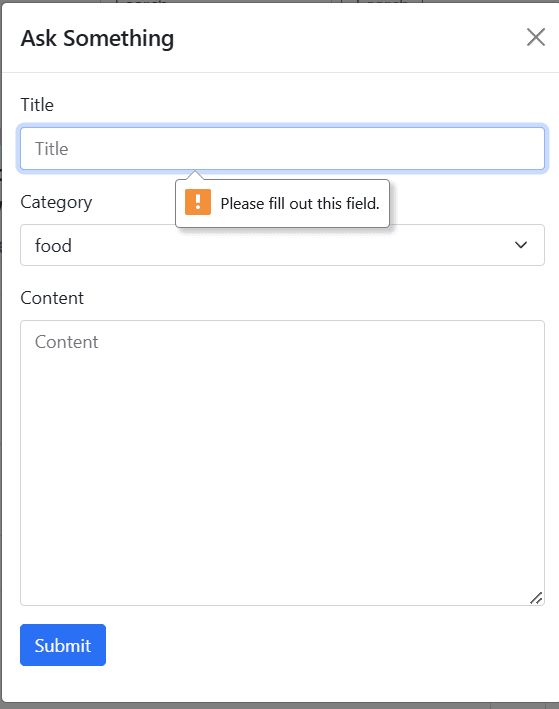 Ask Something
Title
Title
Please fill out this field.
Category
food
Content
Content
Submit